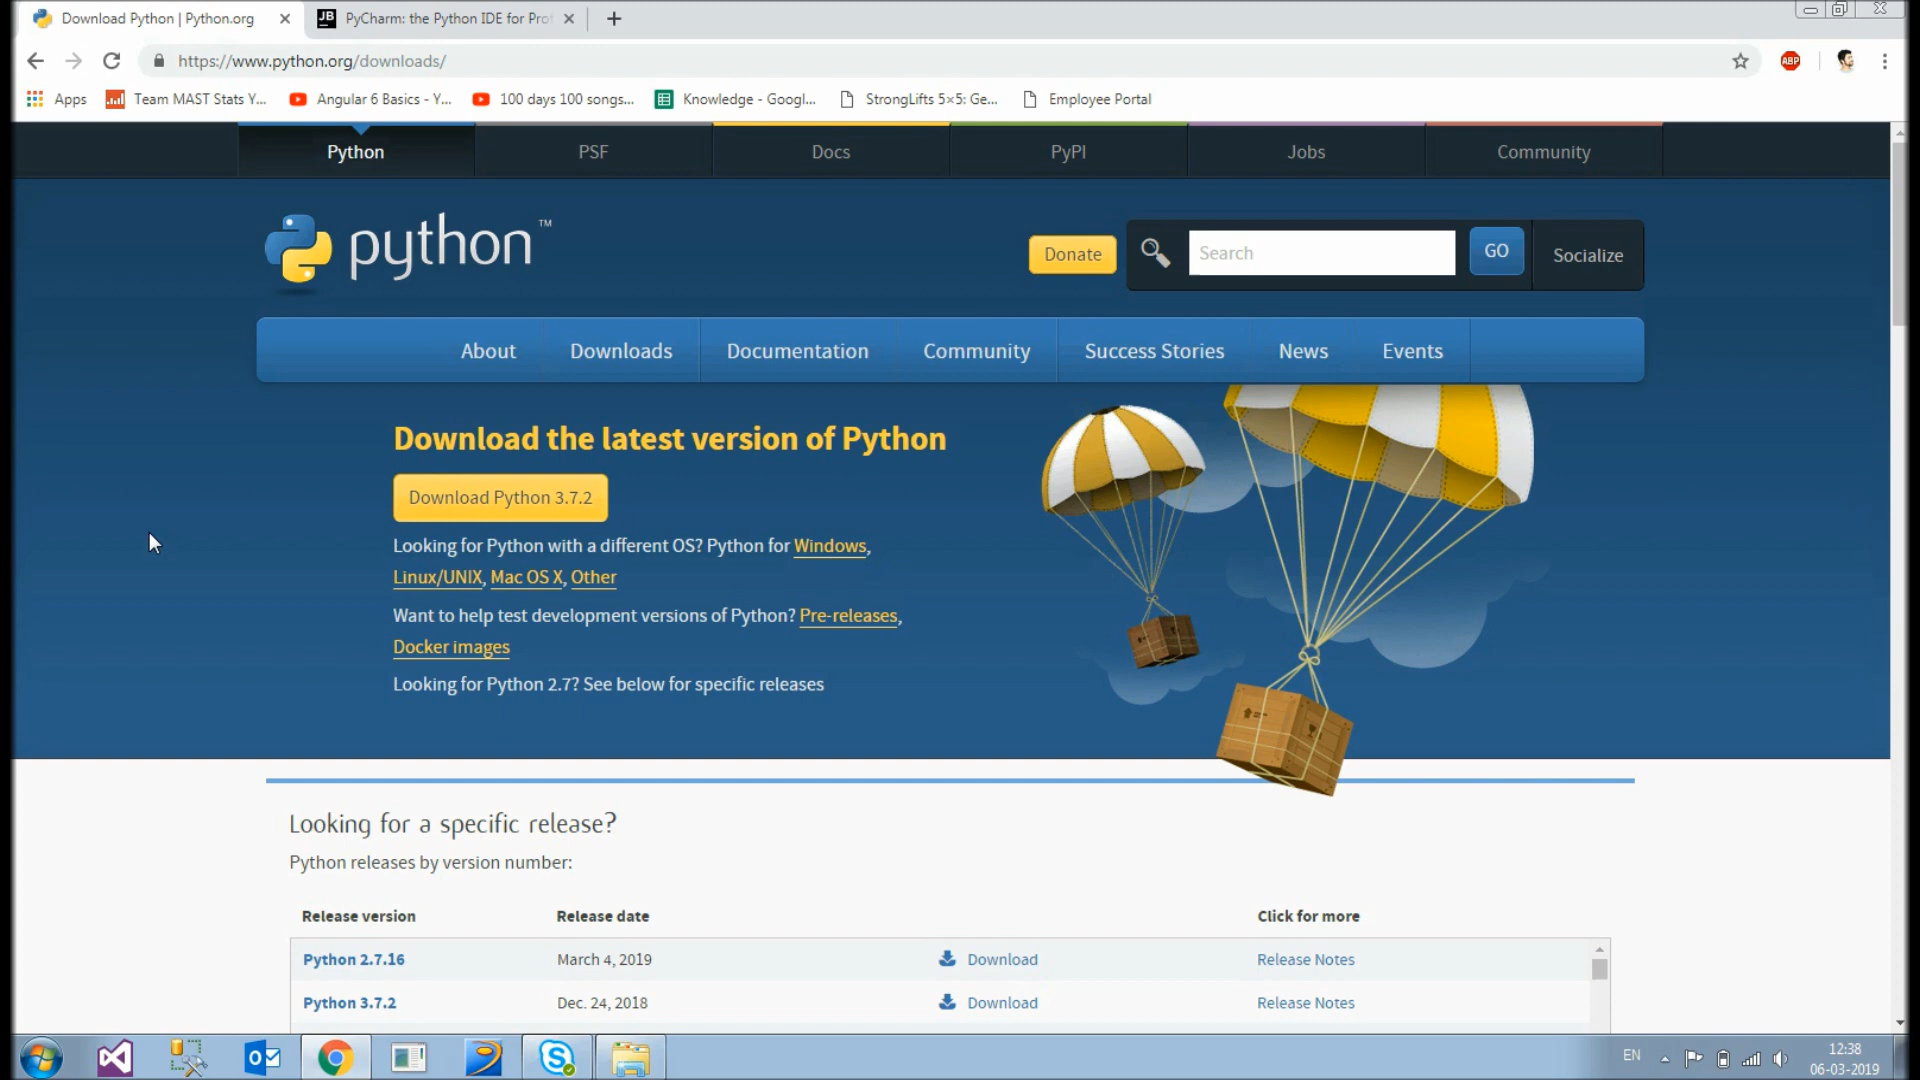 Download Python | Python.org
PyCharm: the Python IDE for Prof
https://www.python.org/downloads/
ABP
Apps
Team MAST Stats Y...
Angular 6 Basics - Y...
100 days 100 songs...
Knowledge - Googl...
StrongLifts 5×5: Ge...
Employee Portal
Python
PSF
Docs
PyPI
Jobs
Community
python™
Donate
Search
GO
Socialize
About
Downloads
Documentation
Community
Success Stories
News
Events
Download the latest version of Python
Download Python 3.7.2
Looking for Python with a different OS? Python for Windows,
Linux/UNIX, Mac OS X, Other
Want to help test development versions of Python? Pre-releases,
Docker images
Looking for Python 2.7? See below for specific releases
Looking for a specific release?
Python releases by version number:
Release version Release date Click for more
Python 2.7.16 March 4, 2019 Download Release Notes
Python 3.7.2 Dec. 24, 2018 Download Release Notes
EN
12:38
06-03-2019